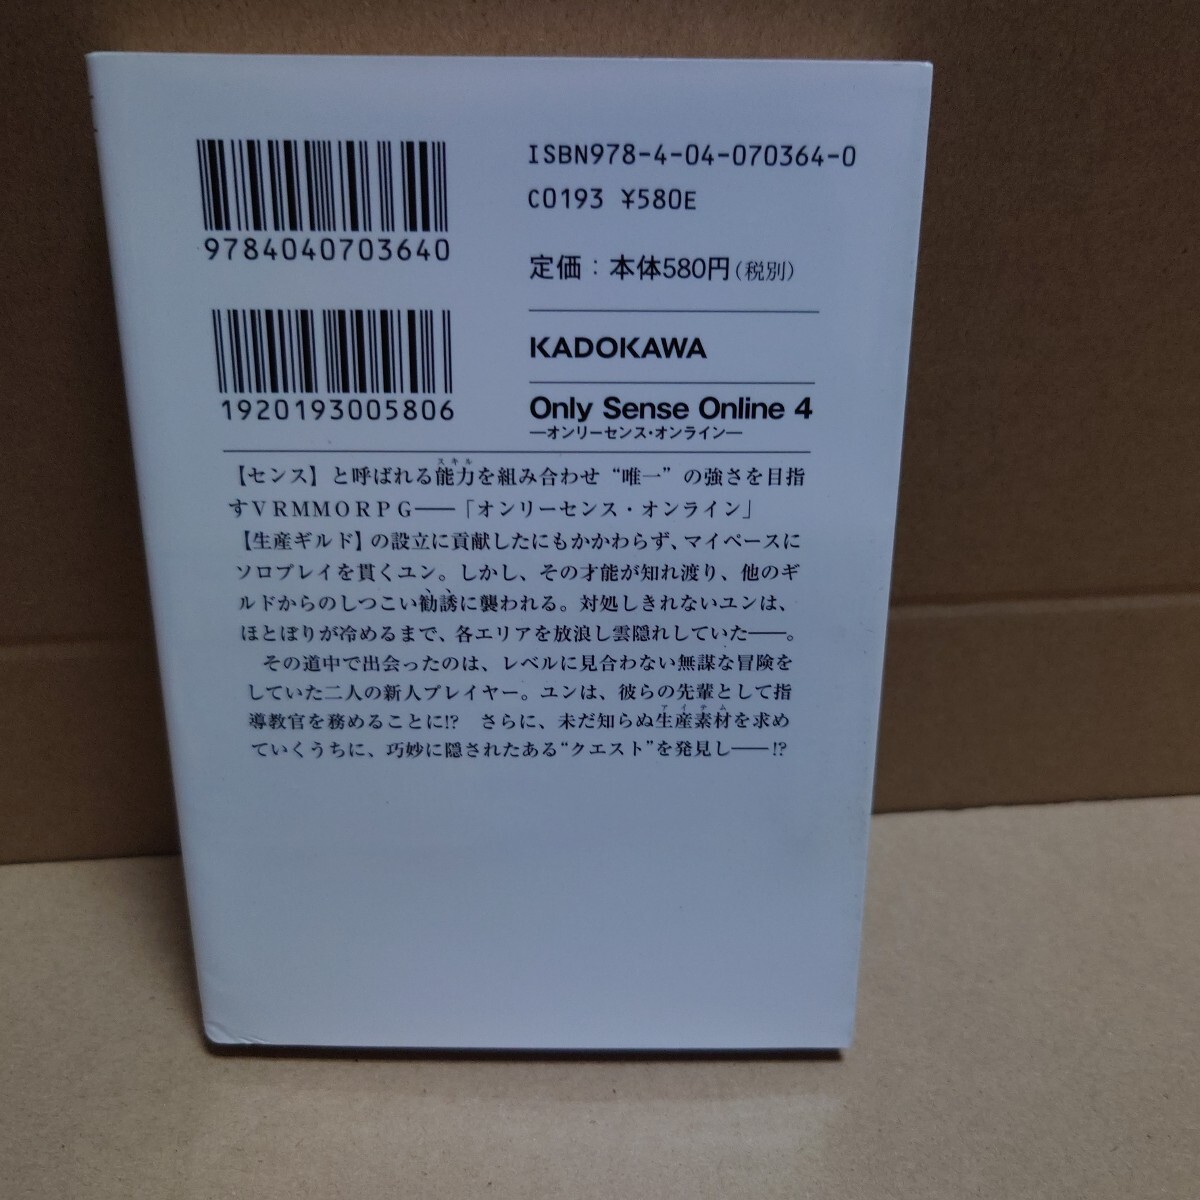 9784040703640
1920193005806
ISBN978-4-04-070364-0
C0193 ¥580E
定価：本体580円(税別)
KADOKAWA
Only Sense Online 4
―オンリーセンス・オンライン―
【センス】と呼ばれる能力を組み合わせ“唯一”の強さを目指
スキル
すＶＲＭＭＯＲＰＧ――「オンリーセンス・オンライン」
【生産ギルド】の設立に貢献したにもかかわらず、マイペースに
ソロプレイを貫くユン。しかし、その才能が知れ渡り、他のギ
ルドからのしつこい勧誘に襲われる。対処しきれないユンは、
ほとぼりが冷めるまで、各エリアを放浪し雲隠れしていた――。
その道中で出会ったのは、レベルに見合わない無謀な冒険を
していた二人の新人プレイヤー。ユンは、彼らの先輩として指
導教官を務めることに!?　さらに、未だ知らぬ生産素材を求め
アイテム
ていくうちに、巧妙に隠されたある“クエスト”を発見し――!?